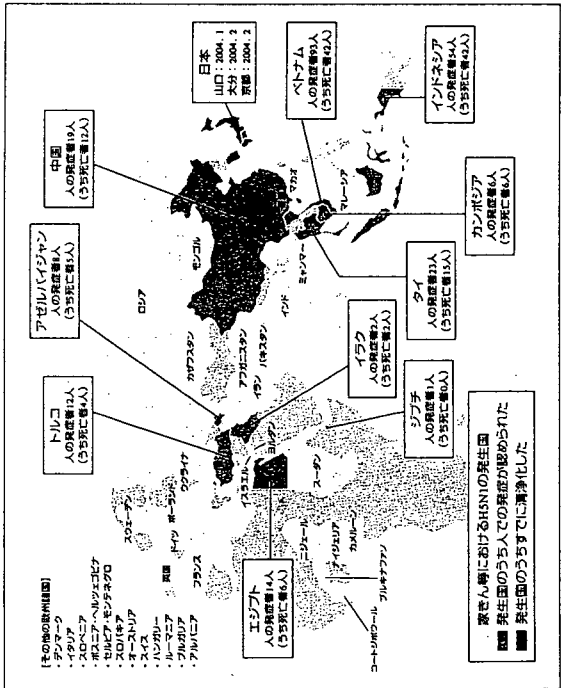 [その他の欧州諸国]
・デンマーク
・イタリア
・スロベニア
・ボスニア・ヘルツェゴビナ
・セルビア・モンテネグロ
・スロバキア
・オーストリア
・スイス
・ハンガリー
・ルーマニア
・ブルガリア
・アルバニア
トルコ
人の発症者12人
(うち死亡者4人)
アゼルバイジャン
人の発症者8人
(うち死亡者5人)
中国
人の発症者19人
(うち死亡者12人)
日本
山口：2004.1
大分：2004.2
京都：2004.2
スウェーデン
ドイツ
ポーランド
ウクライナ
英国
フランス
ロシア
カザフスタン
モンゴル
アフガニスタン
イラン
パキスタン
インド
ミャンマー
マカオ
マレーシア
イスラエル
ヨルダン
スーダン
ニジェール
ナイジェリア
カメルーン
ブルキナファソ
コートジボワール
ベトナム
人の発症者93人
(うち死亡者42人)
インドネシア
人の発症者54人
(うち死亡者42人)
カンボジア
人の発症者6人
(うち死亡者6人)
タイ
人の発症者23人
(うち死亡者15人)
イラク
人の発症者2人
(うち死亡者2人)
ジブチ
人の発症者1人
(うち死亡者0人)
エジプト
人の発症者14人
(うち死亡者6人)
家きん等におけるH5N1の発生国
発生国のうち人での発症が認められた
発生国のうちすでに清浄化した